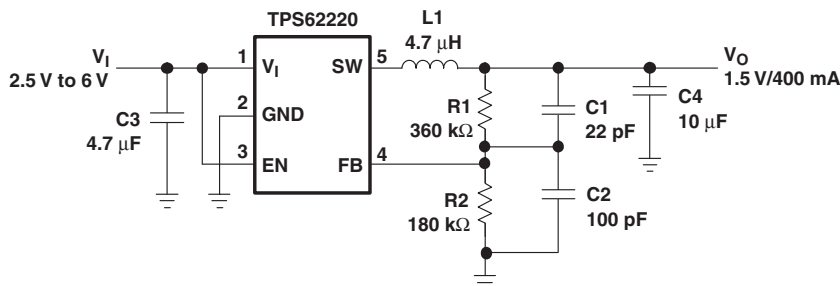 TPS62220
V_I
2.5 V to 6 V
C3
4.7 μF
1
V_I
2
GND
3
EN
SW
5
FB
4
L1
4.7 μH
R1
360 kΩ
R2
180 kΩ
C1
22 pF
C2
100 pF
C4
10 μF
V_O
1.5 V/400 mA